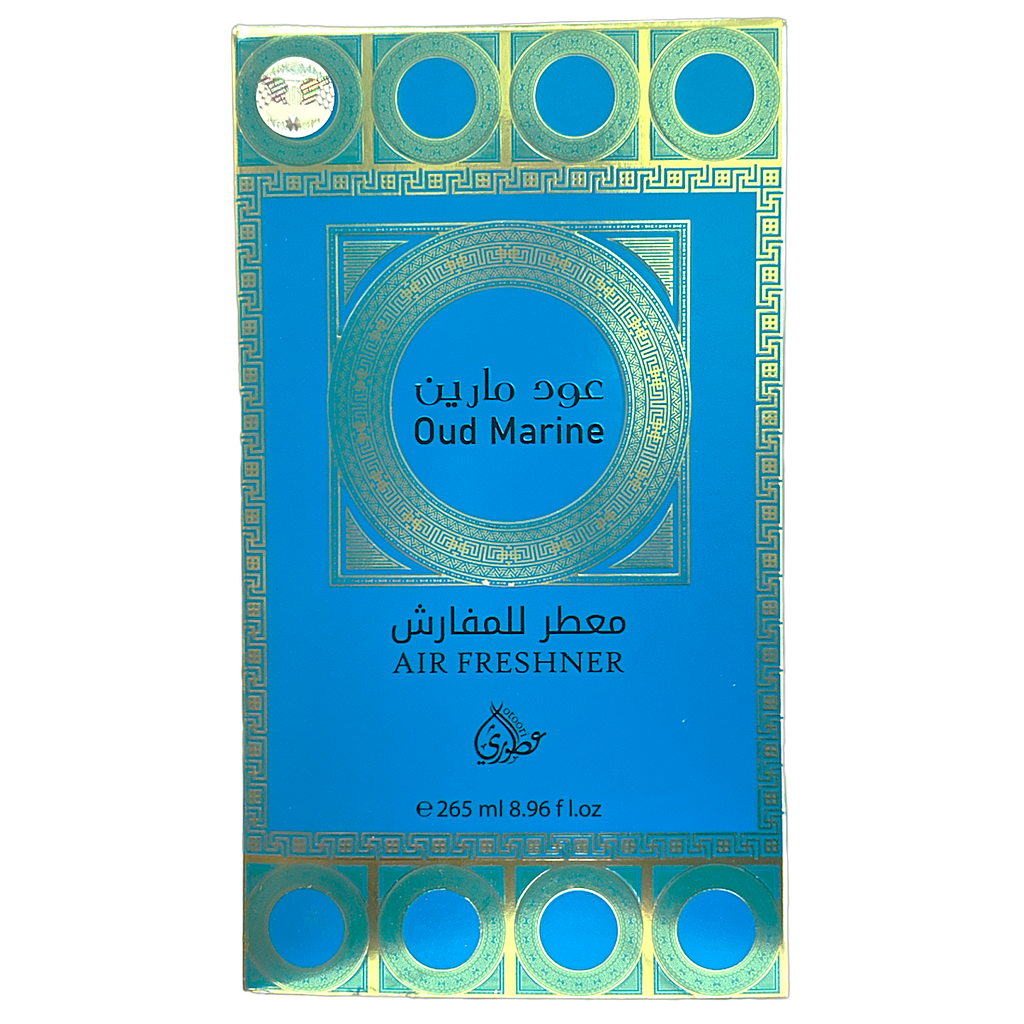 عود مارين
Oud Marine
معطر للمفارش
AIR FRESHNER
otoori
عطوري
℮ 265 ml 8.96 f l.oz